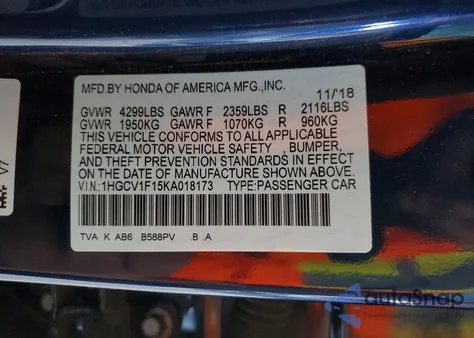 MFD.BY HONDA OF AMERICA MFG.,INC.
11/18
GVWR 4299LBS GAWR F 2359LBS R 2116LBS
GVWR 1950KG GAWR F 1070KG R 960KG
THIS VEHICLE CONFORMS TO ALL APPLICABLE
FEDERAL MOTOR VEHICLE SAFETY , BUMPER,
AND THEFT PREVENTION STANDARDS IN EFFECT
ON THE DATE OF MANUFACTURE SHOWN ABOVE.
V.I.N.:1HGCV1F15KA018173 TYPE:PASSENGER CAR
TVA K AB6 B588PV .B .A
V7
autoSnap